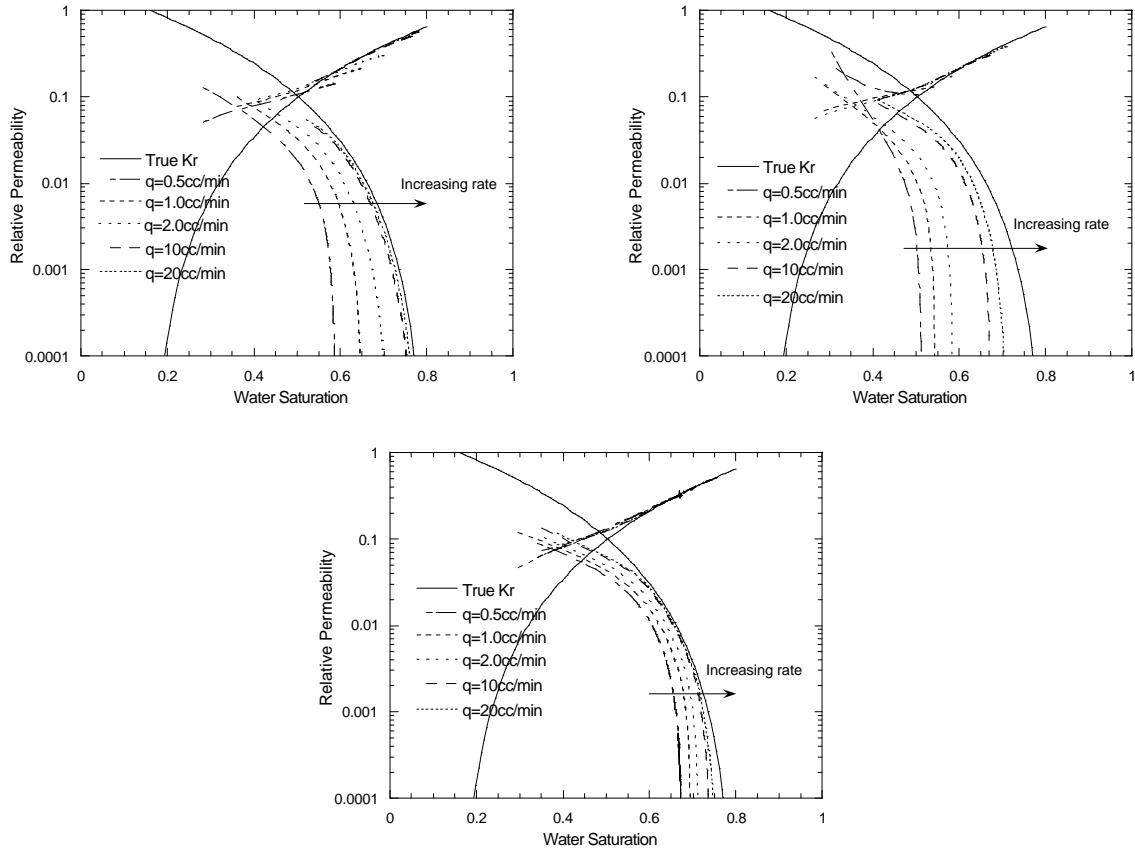 1
0.1
0.01
0.001
0.0001
Relative Permeability
True Kr
q=0.5cc/min
q=1.0cc/min
q=2.0cc/min
q=10cc/min
q=20cc/min
Increasing rate
0 0.2 0.4 0.6 0.8 1
Water Saturation
1
0.1
0.01
0.001
0.0001
Relative Permeability
True Kr
q=0.5cc/min
q=1.0cc/min
q=2.0cc/min
q=10cc/min
q=20cc/min
Increasing rate
0 0.2 0.4 0.6 0.8 1
Water Saturation
1
0.1
0.01
0.001
0.0001
Relative Permeability
True Kr
q=0.5cc/min
q=1.0cc/min
q=2.0cc/min
q=10cc/min
q=20cc/min
Increasing rate
0 0.2 0.4 0.6 0.8 1
Water Saturation